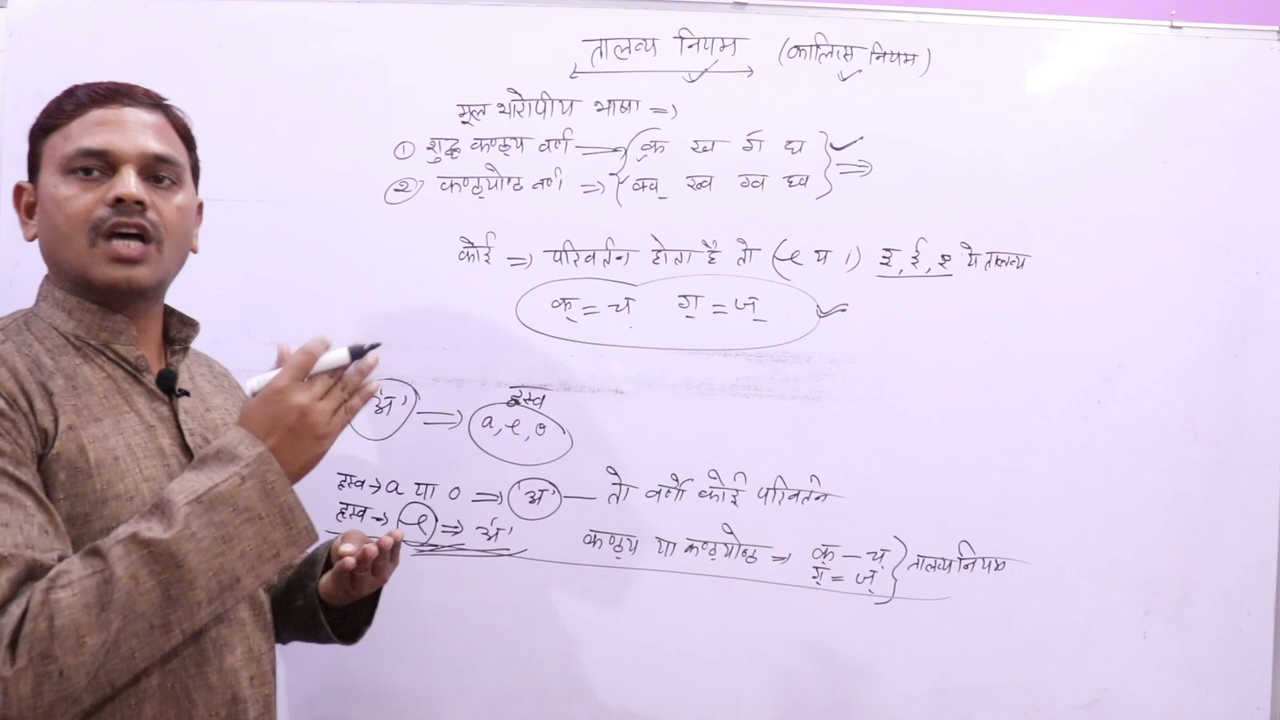 तालव्य नियम (कालित्स नियम)
मूल भारोपीय भाषा =>
① शुद्ध कण्ठ्य वर्ण → क ख ग घ =>
② कण्ठ्योष्ठ वर्ण => क्व ख्व ग्व घ्व
कोई => परिवर्तन होता है तो (e य i) इ, ई, ए ये तालव्य
क् = च् ग् = ज्
'अ' => ह्रस्व a, e, o
ह्रस्व → a या o => 'अ' — तो वर्णो कोई परिवर्तन
ह्रस्व → e => 'अ'
कण्ठ्य या कण्ठ्योष्ठ => क् – च्
ग् = ज् } तालव्य नियम